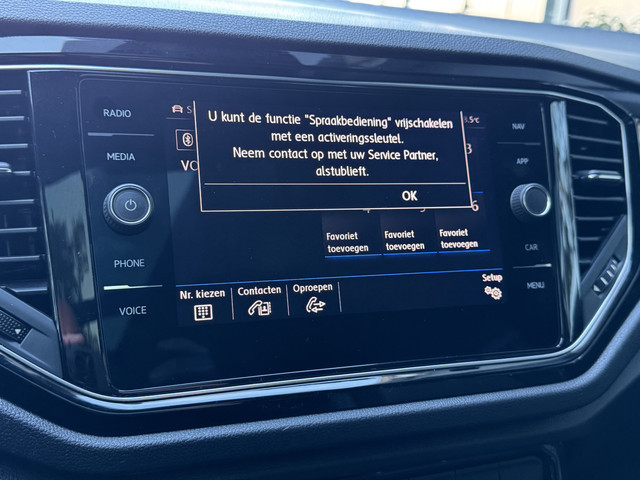 RADIO
MEDIA
PHONE
VOICE
U kunt de functie "Spraakbediening" vrijschakelen
met een activeringssleutel.
Neem contact op met uw Service Partner,
alstublieft.
OK
Favoriet
toevoegen
Favoriet
toevoegen
Favoriet
toevoegen
Nr. kiezen
Contacten
Oproepen
Setup
NAV
APP
CAR
MENU